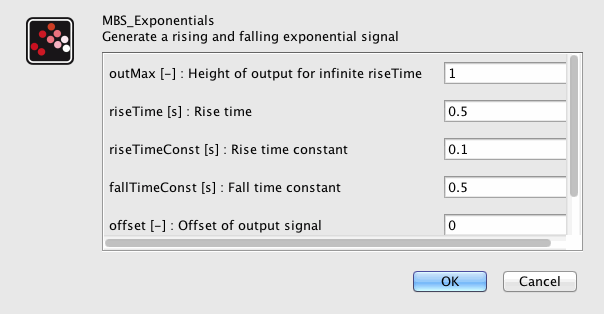 MBS_Exponentials
Generate a rising and falling exponential signal
outMax [-] : Height of output for infinite riseTime 1
riseTime [s] : Rise time 0.5
riseTimeConst [s] : Rise time constant 0.1
fallTimeConst [s] : Fall time constant 0.5
offset [-] : Offset of output signal 0
OK Cancel